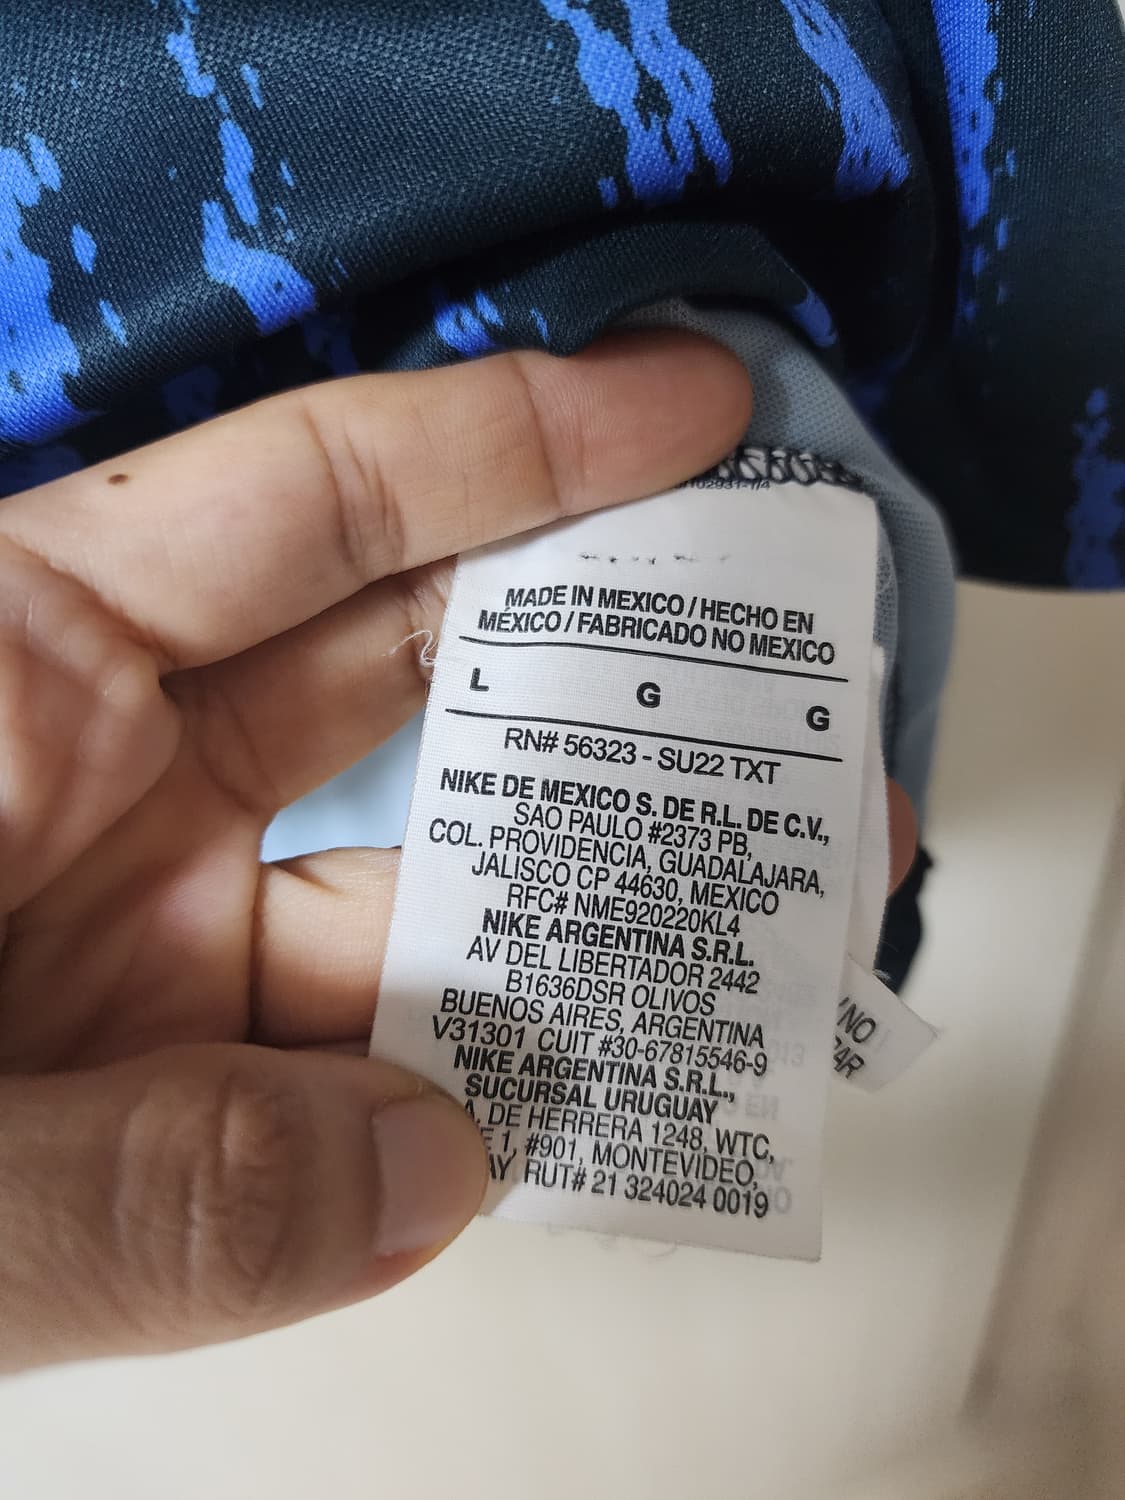 MADE IN MEXICO / HECHO EN
MÉXICO / FABRICADO NO MEXICO
L G G
RN# 56323 - SU22 TXT
NIKE DE MEXICO S. DE R.L. DE C.V.,
SAO PAULO #2373 PB,
COL. PROVIDENCIA, GUADALAJARA,
JALISCO CP 44630, MEXICO
RFC# NME920220KL4
NIKE ARGENTINA S.R.L.
AV DEL LIBERTADOR 2442
B1636DSR OLIVOS
BUENOS AIRES, ARGENTINA
V31301 CUIT #30-67815546-9
NIKE ARGENTINA S.R.L.,
SUCURSAL URUGUAY
DE HERRERA 1248, WTC,
1, #901, MONTEVIDEO,
RUT# 21 324024 0019
NO